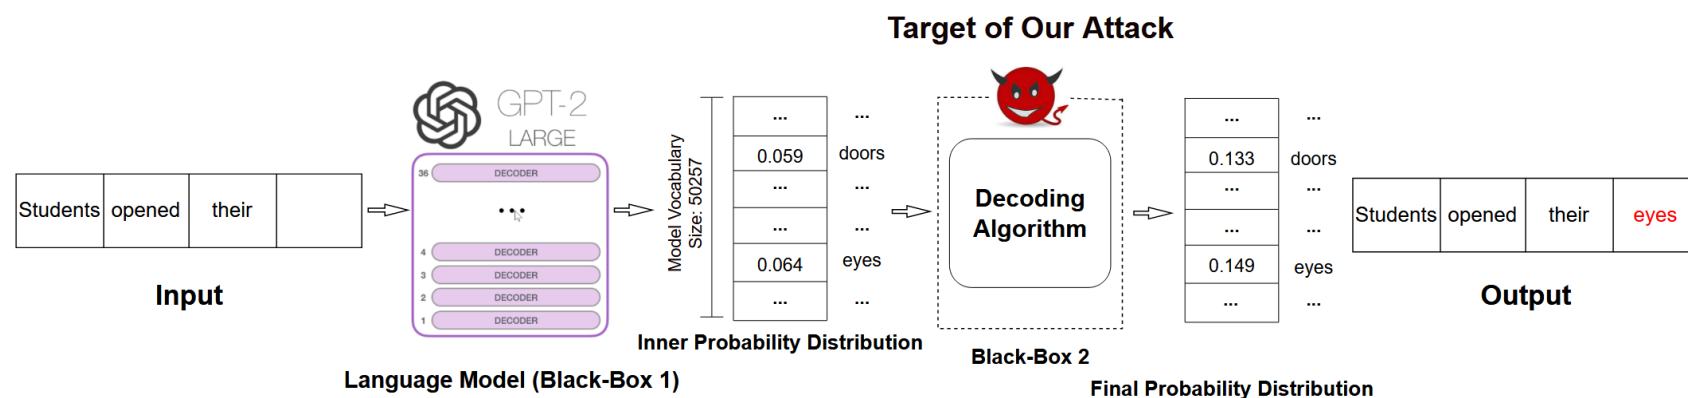 Target of Our Attack
GPT-2
LARGE
36 DECODER
...
4 DECODER
3 DECODER
2 DECODER
1 DECODER
Students opened their
Input
Language Model (Black-Box 1)
Model Vocabulary
Size: 50257
... ...
0.059 doors
... ...
... ...
0.064 eyes
... ...
Inner Probability Distribution
Decoding
Algorithm
Black-Box 2
... ...
0.133 doors
... ...
... ...
0.149 eyes
... ...
Final Probability Distribution
Students opened their eyes
Output